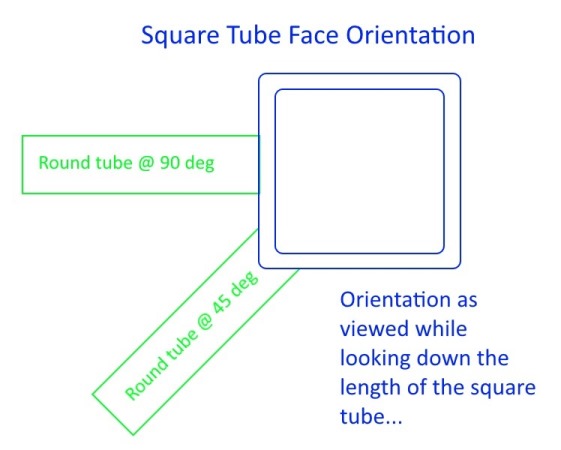 Square Tube Face Orientation
Round tube @ 90 deg
Round tube @ 45 deg
Orientation as
viewed while
looking down the
length of the square
tube...